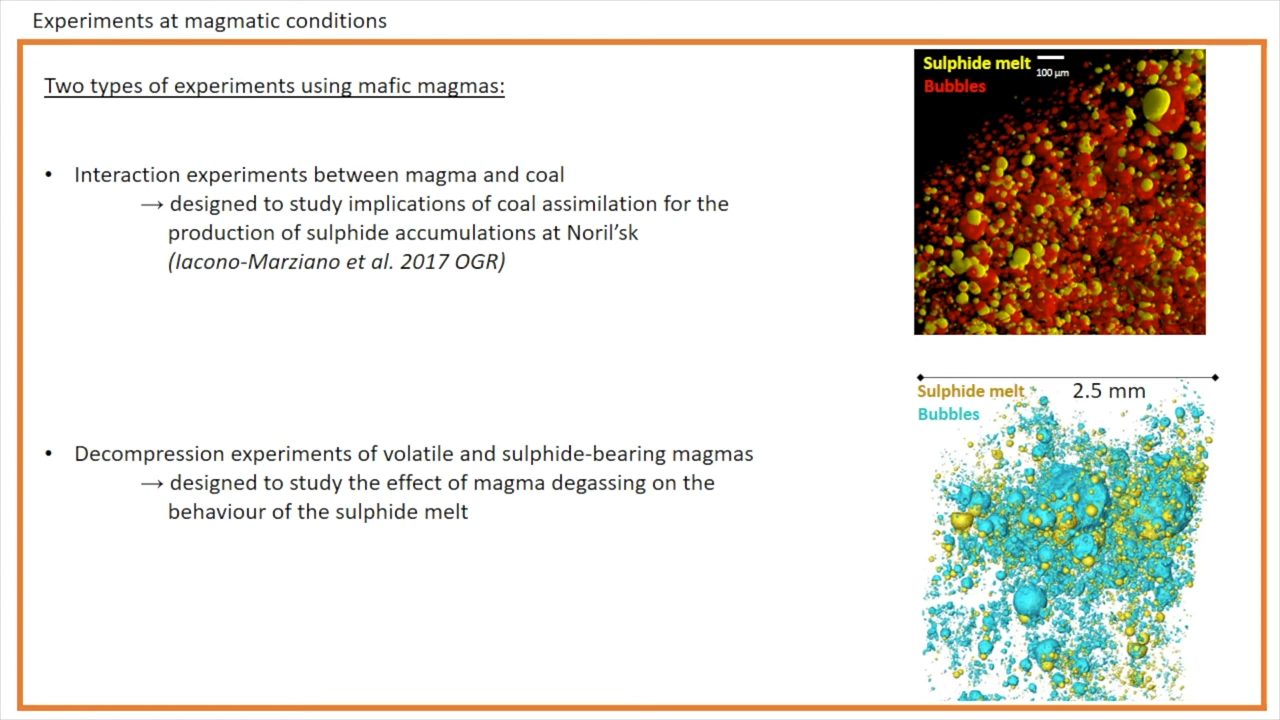 Experiments at magmatic conditions
Two types of experiments using mafic magmas:
• Interaction experiments between magma and coal
→ designed to study implications of coal assimilation for the
production of sulphide accumulations at Noril’sk
(Iacono-Marziano et al. 2017 OGR)
• Decompression experiments of volatile and sulphide-bearing magmas
→ designed to study the effect of magma degassing on the
behaviour of the sulphide melt
Sulphide melt
100 µm
Bubbles
2.5 mm
Sulphide melt
Bubbles